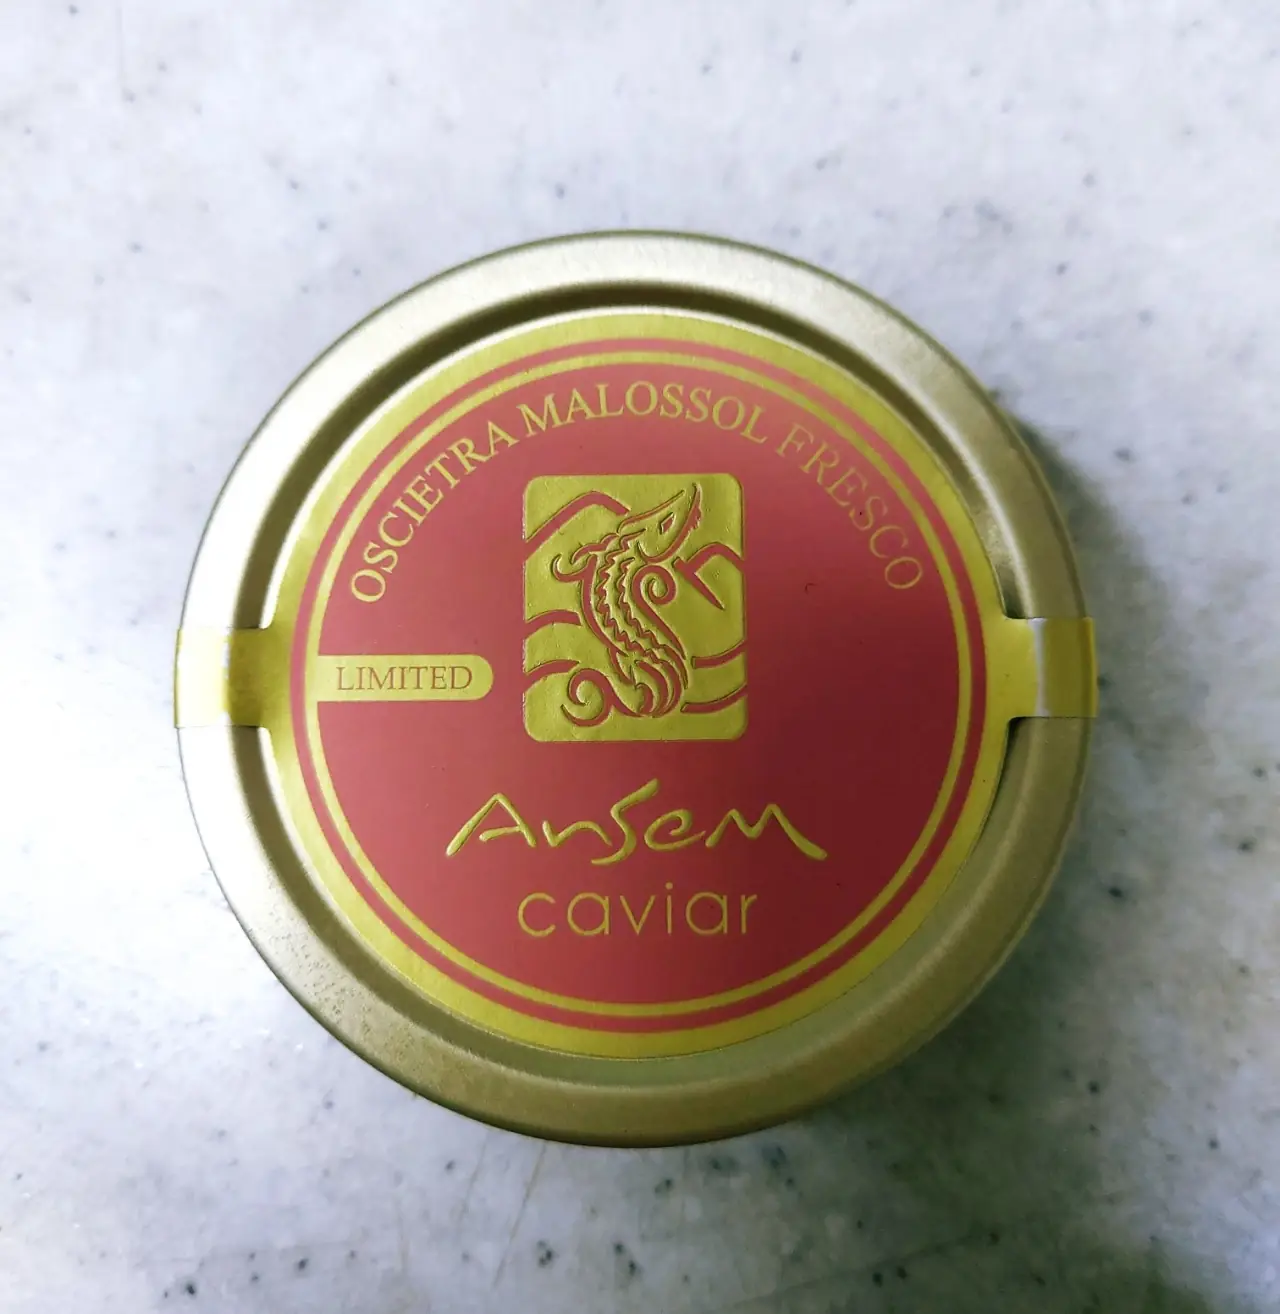 OSCIETRA MALOSSOL FRESCO
LIMITED
Ansem
caviar